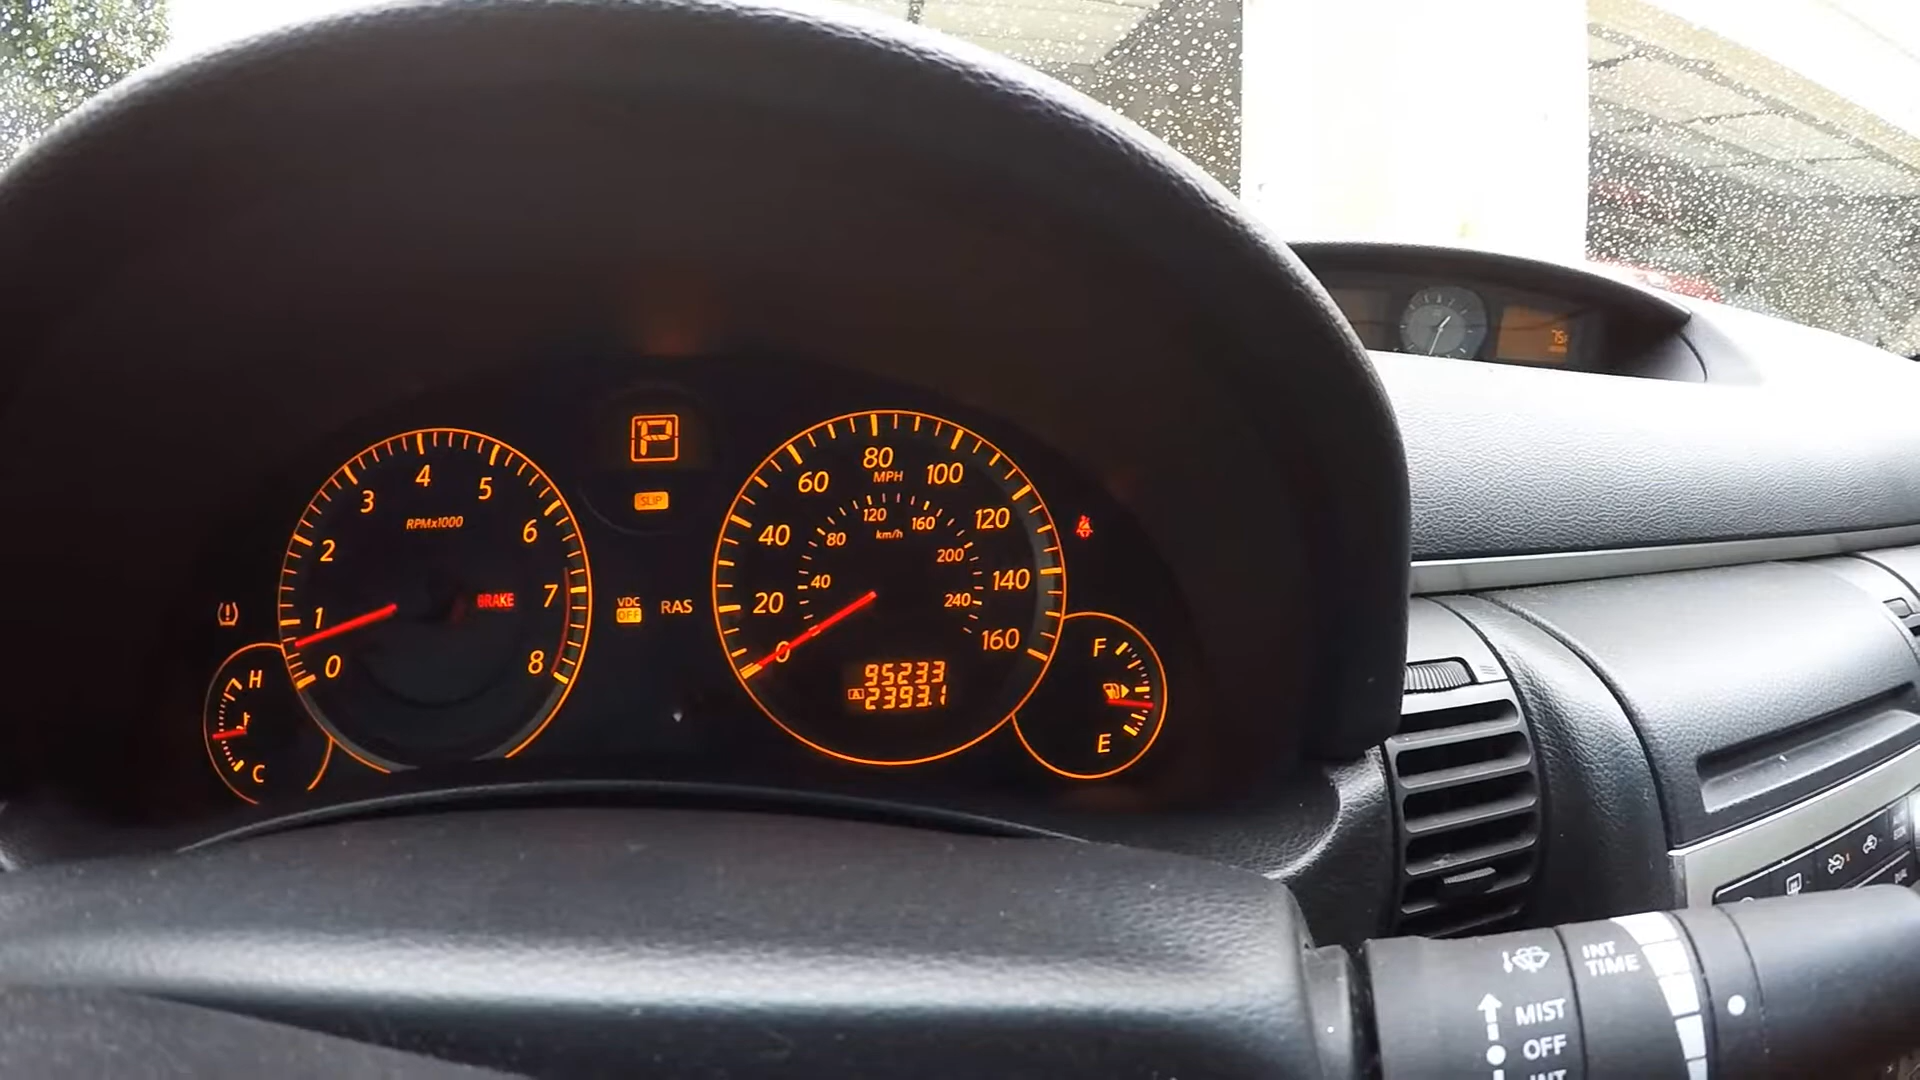 75F
P
SLIP
0 1 2 3 4 5 6 7 8
RPMx1000
BRAKE
VDC
OFF
RAS
0 20 40 60 80 100 120 140 160
MPH
40 80 120 160 200 240
km/h
95233
A 2393.1
H
C
F
E
INT
TIME
MIST
OFF
INT